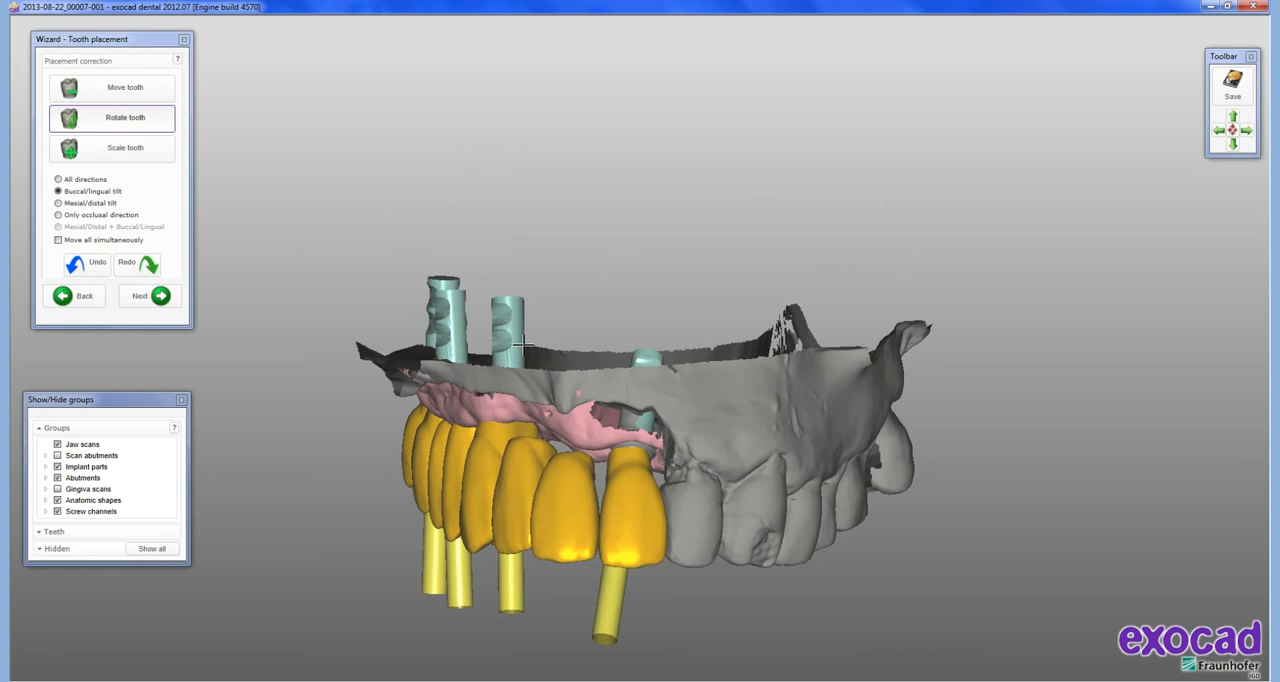 2013-08-22_00007-001 - exocad dental 2012.07 [Engine build 4570]
Wizard - Tooth placement
Placement correction
?
Move tooth
Rotate tooth
Scale tooth
All directions
Buccal/lingual tilt
Mesial/distal tilt
Only occlusal direction
Mesial/Distal + Buccal/Lingual
Move all simultaneously
Undo
Redo
Back
Next
Show/Hide groups
Groups
?
Jaw scans
Scan abutments
Implant parts
Abutments
Gingiva scans
Anatomic shapes
Screw channels
Teeth
Hidden
Show all
Toolbar
Save
exocad
Fraunhofer
IGD